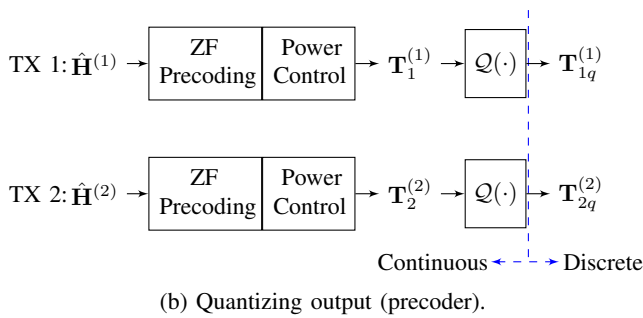 TX 1: Ĥ^(1) ZF Precoding Power Control T_1^(1) Q(·) T_1q^(1)
TX 2: Ĥ^(2) ZF Precoding Power Control T_2^(2) Q(·) T_2q^(2)
Continuous Discrete
(b) Quantizing output (precoder).